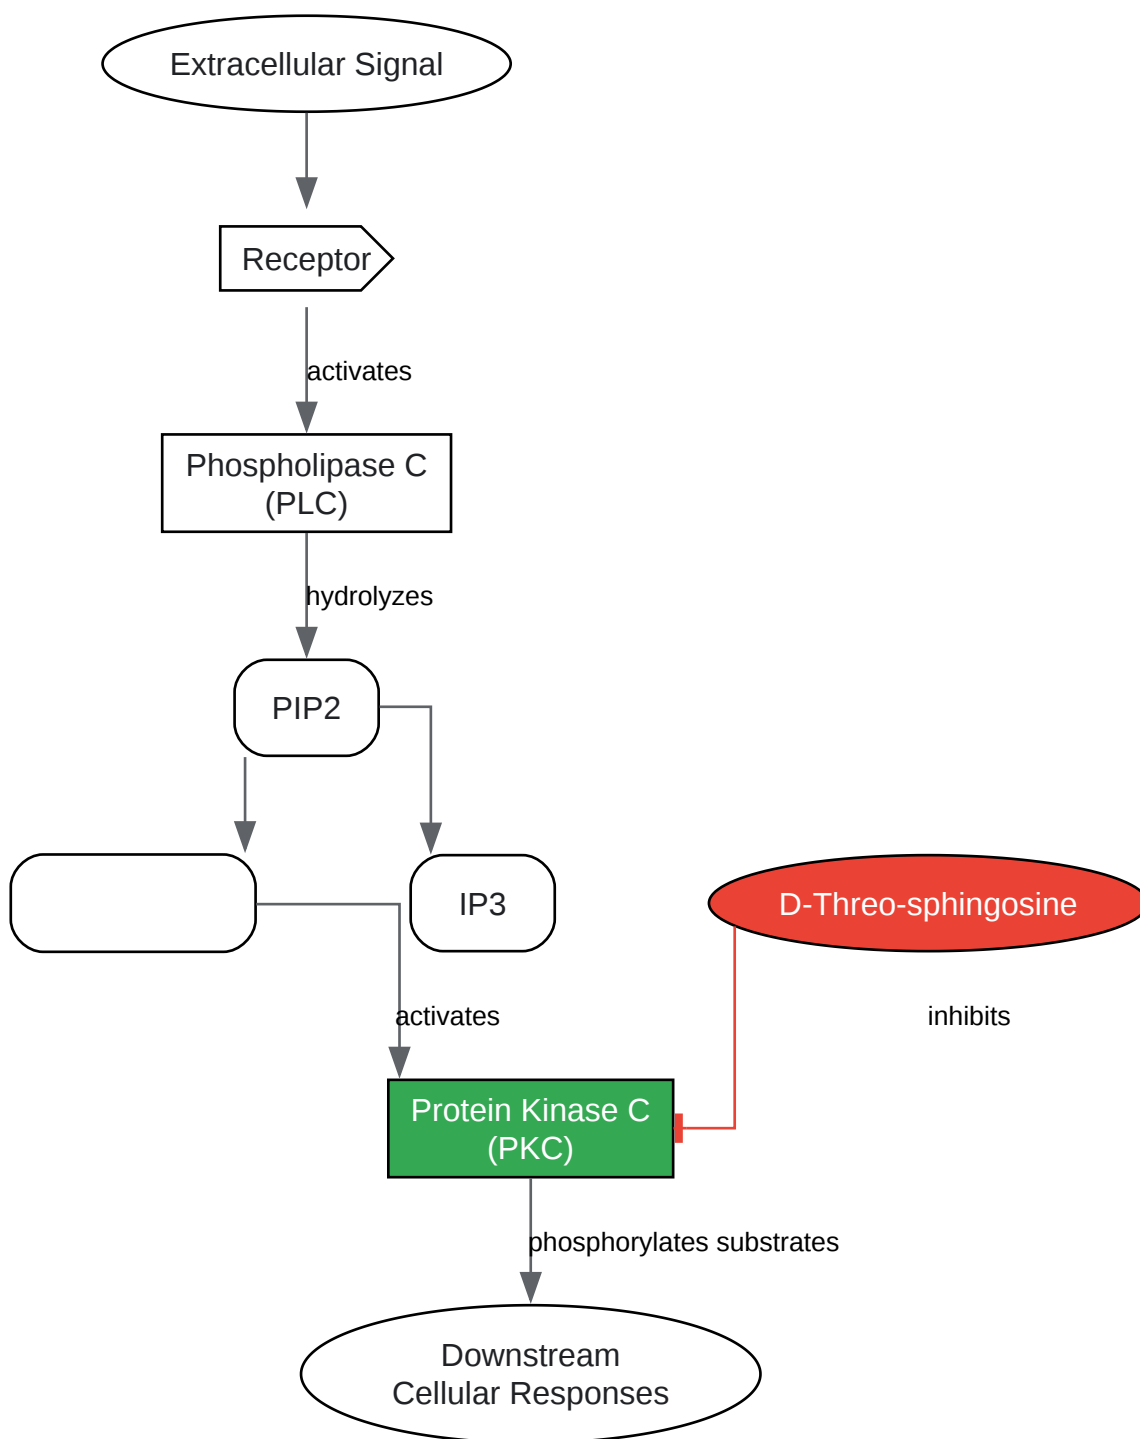 Extracellular Signal
Receptor
activates
Phospholipase C
(PLC)
hydrolyzes
PIP2
IP3
D-Threo-sphingosine
activates
inhibits
Protein Kinase C
(PKC)
phosphorylates substrates
Downstream
Cellular Responses